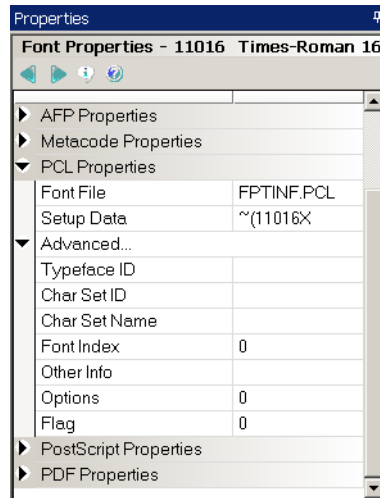 Properties
Font Properties - 11016 Times-Roman 16
AFP Properties
Metacode Properties
PCL Properties
Font File FPTINF.PCL
Setup Data ~(11016X
Advanced...
Typeface ID
Char Set ID
Char Set Name
Font Index 0
Other Info
Options 0
Flag 0
PostScript Properties
PDF Properties